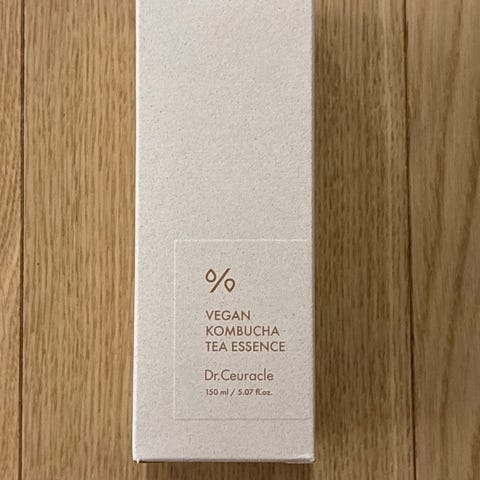 VEGAN
KOMBUCHA
TEA ESSENCE
Dr.Ceuracle
150 ml / 5.07 fl.oz.